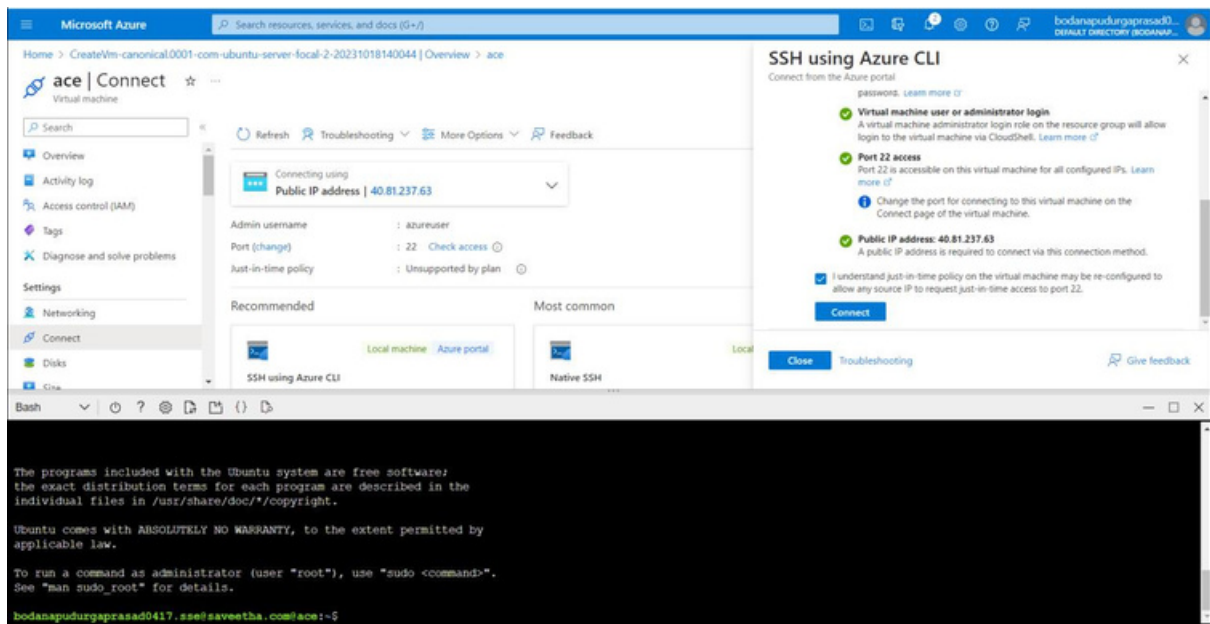 Microsoft Azure
Search resources, services, and docs (G+/)
2
bodanapudurgaprasad0...
DEFAULT DIRECTORY (BODANAP...
Home > CreateVm-canonical.0001-com-ubuntu-server-focal-2-20231018140044 | Overview > ace
ace | Connect
Virtual machine
Search
Overview
Activity log
Access control (IAM)
Tags
Diagnose and solve problems
Settings
Networking
Connect
Disks
Size
Refresh Troubleshooting More Options Feedback
Connecting using
Public IP address | 40.81.237.63
Admin username : azureuser
Port (change) : 22 Check access
Just-in-time policy : Unsupported by plan
Recommended
Most common
Local machine Azure portal
SSH using Azure CLI
Local
Native SSH
SSH using Azure CLI
Connect from the Azure portal
password. Learn more
Virtual machine user or administrator login
A virtual machine administrator login role on the resource group will allow
login to the virtual machine via CloudShell. Learn more
Port 22 access
Port 22 is accessible on this virtual machine for all configured IPs. Learn
more
Change the port for connecting to this virtual machine on the
Connect page of the virtual machine.
Public IP address: 40.81.237.63
A public IP address is required to connect via this connection method.
I understand just-in-time policy on the virtual machine may be re-configured to
allow any source IP to request just-in-time access to port 22.
Connect
Close Troubleshooting Give feedback
Bash
The programs included with the Ubuntu system are free software;
the exact distribution terms for each program are described in the
individual files in /usr/share/doc/*/copyright.
Ubuntu comes with ABSOLUTELY NO WARRANTY, to the extent permitted by
applicable law.
To run a command as administrator (user "root"), use "sudo <command>".
See "man sudo_root" for details.
bodanapudurgaprasad0417.sse@saveetha.com@ace:~$